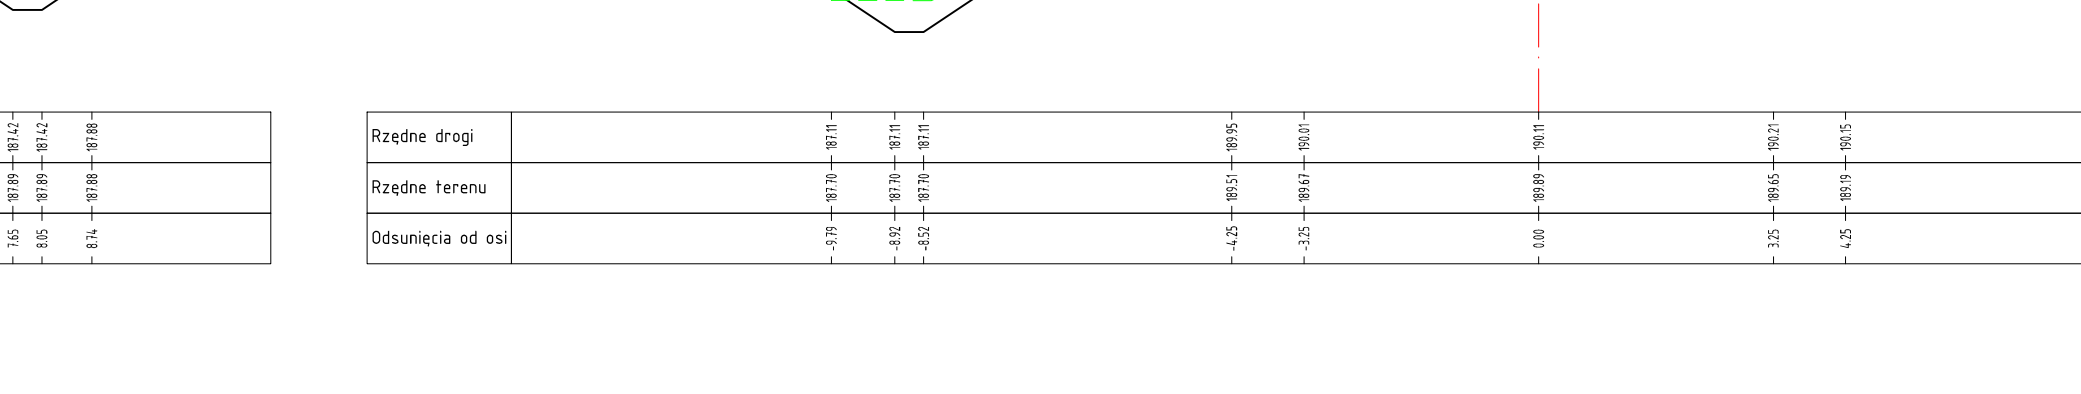 187.42 187.42 187.88
187.89 187.89 187.88
7.65 8.05 8.74
Rzędne drogi 187.11 187.11 187.11 189.95 190.01 190.11 190.21 190.15
Rzędne terenu 187.70 187.70 187.70 189.51 189.67 189.89 189.65 189.19
Odsunięcia od osi -9.79 -8.92 -8.52 -4.25 -3.25 0.00 3.25 4.25